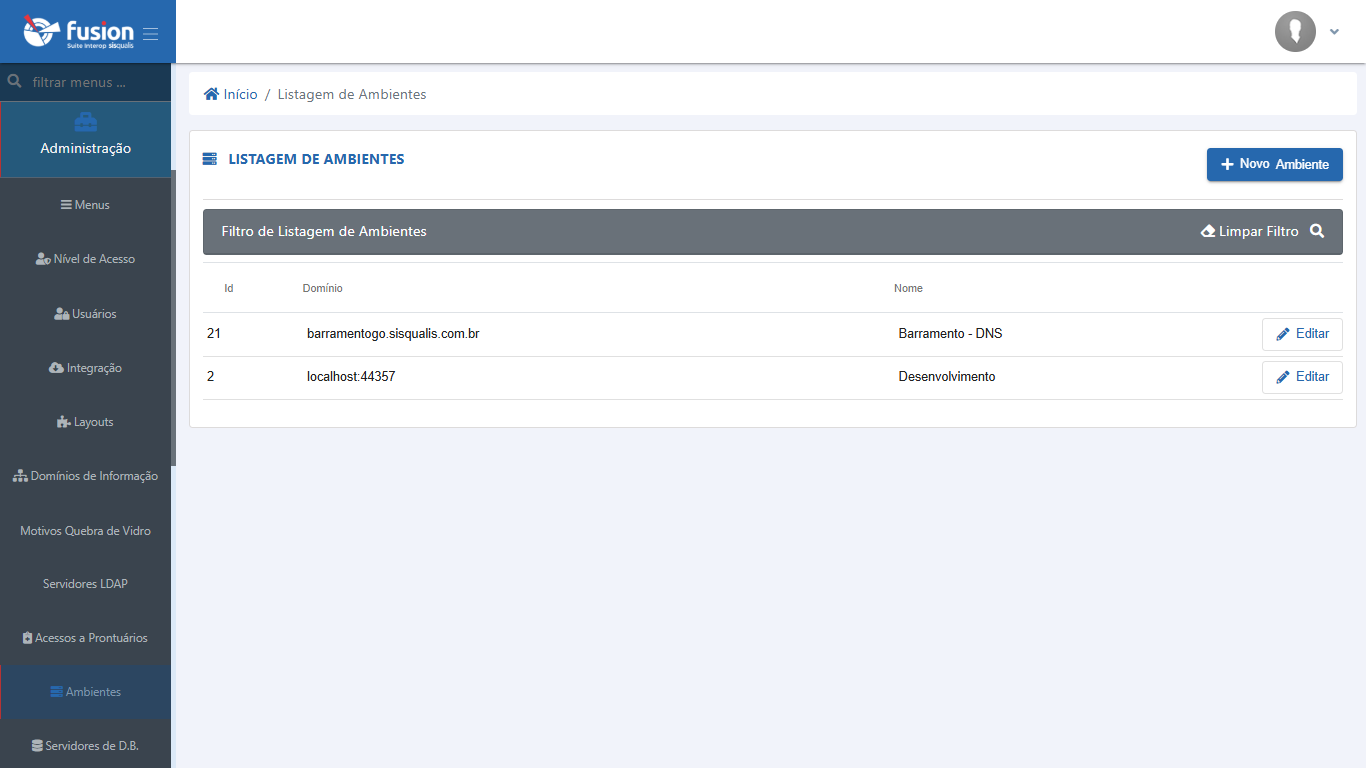 fusion
Suite Interop sisqualis
filtrar menus ...
Administração
Menus
Nível de Acesso
Usuários
Integração
Layouts
Domínios de Informação
Motivos Quebra de Vidro
Servidores LDAP
Acessos a Prontuários
Ambientes
Servidores de D.B.
Início / Listagem de Ambientes
LISTAGEM DE AMBIENTES
Novo Ambiente
Filtro de Listagem de Ambientes
Limpar Filtro
Id Domínio Nome
21 barramentogo.sisqualis.com.br Barramento - DNS Editar
2 localhost:44357 Desenvolvimento Editar